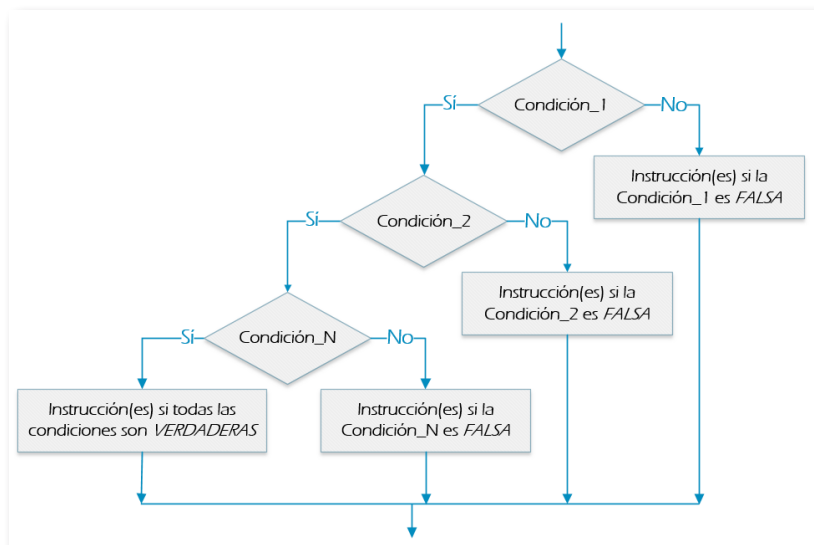 Condición_1
Sí
No
Instrucción(es) si la
Condición_1 es FALSA
Condición_2
Sí
No
Instrucción(es) si la
Condición_2 es FALSA
Condición_N
Sí
No
Instrucción(es) si todas las
condiciones son VERDADERAS
Instrucción(es) si la
Condición_N es FALSA